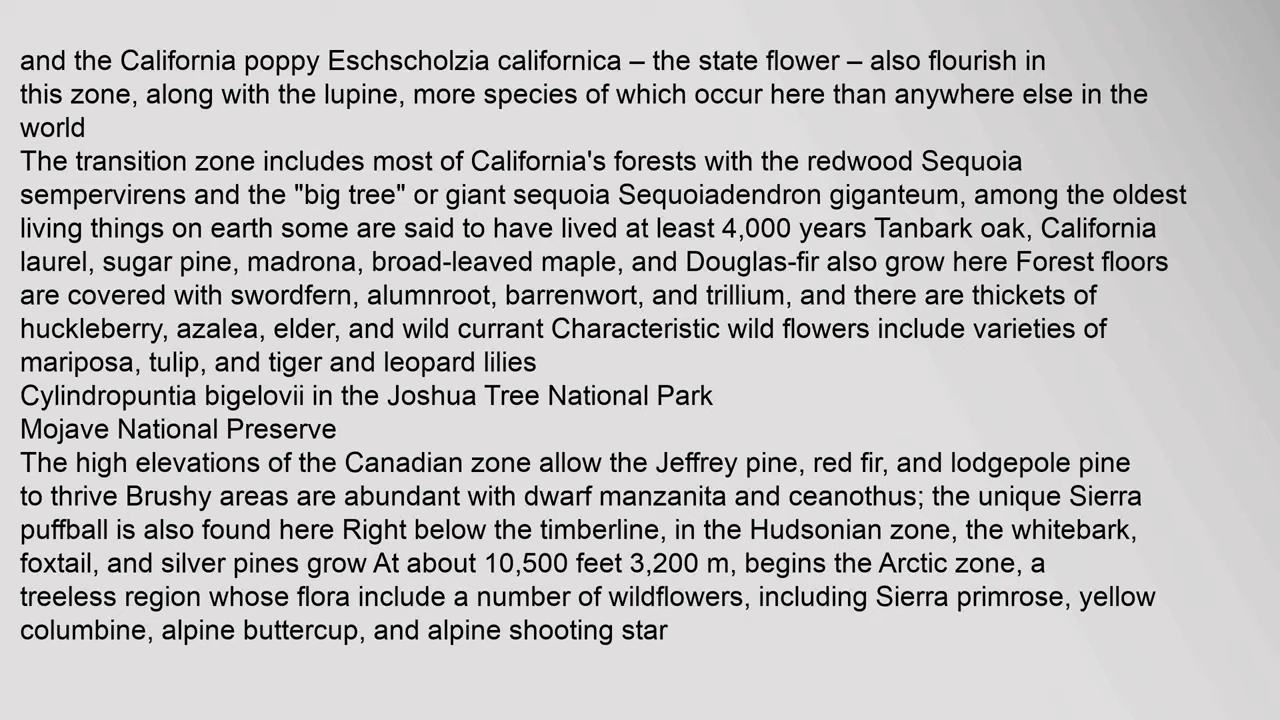 and the California poppy Eschscholzia californica – the state flower – also flourish in
this zone, along with the lupine, more species of which occur here than anywhere else in the
world
The transition zone includes most of California's forests with the redwood Sequoia
sempervirens and the "big tree" or giant sequoia Sequoiadendron giganteum, among the oldest
living things on earth some are said to have lived at least 4,000 years Tanbark oak, California
laurel, sugar pine, madrona, broad-leaved maple, and Douglas-fir also grow here Forest floors
are covered with swordfern, alumnroot, barrenwort, and trillium, and there are thickets of
huckleberry, azalea, elder, and wild currant Characteristic wild flowers include varieties of
mariposa, tulip, and tiger and leopard lilies
Cylindropuntia bigelovii in the Joshua Tree National Park
Mojave National Preserve
The high elevations of the Canadian zone allow the Jeffrey pine, red fir, and lodgepole pine
to thrive Brushy areas are abundant with dwarf manzanita and ceanothus; the unique Sierra
puffball is also found here Right below the timberline, in the Hudsonian zone, the whitebark,
foxtail, and silver pines grow At about 10,500 feet 3,200 m, begins the Arctic zone, a
treeless region whose flora include a number of wildflowers, including Sierra primrose, yellow
columbine, alpine buttercup, and alpine shooting star